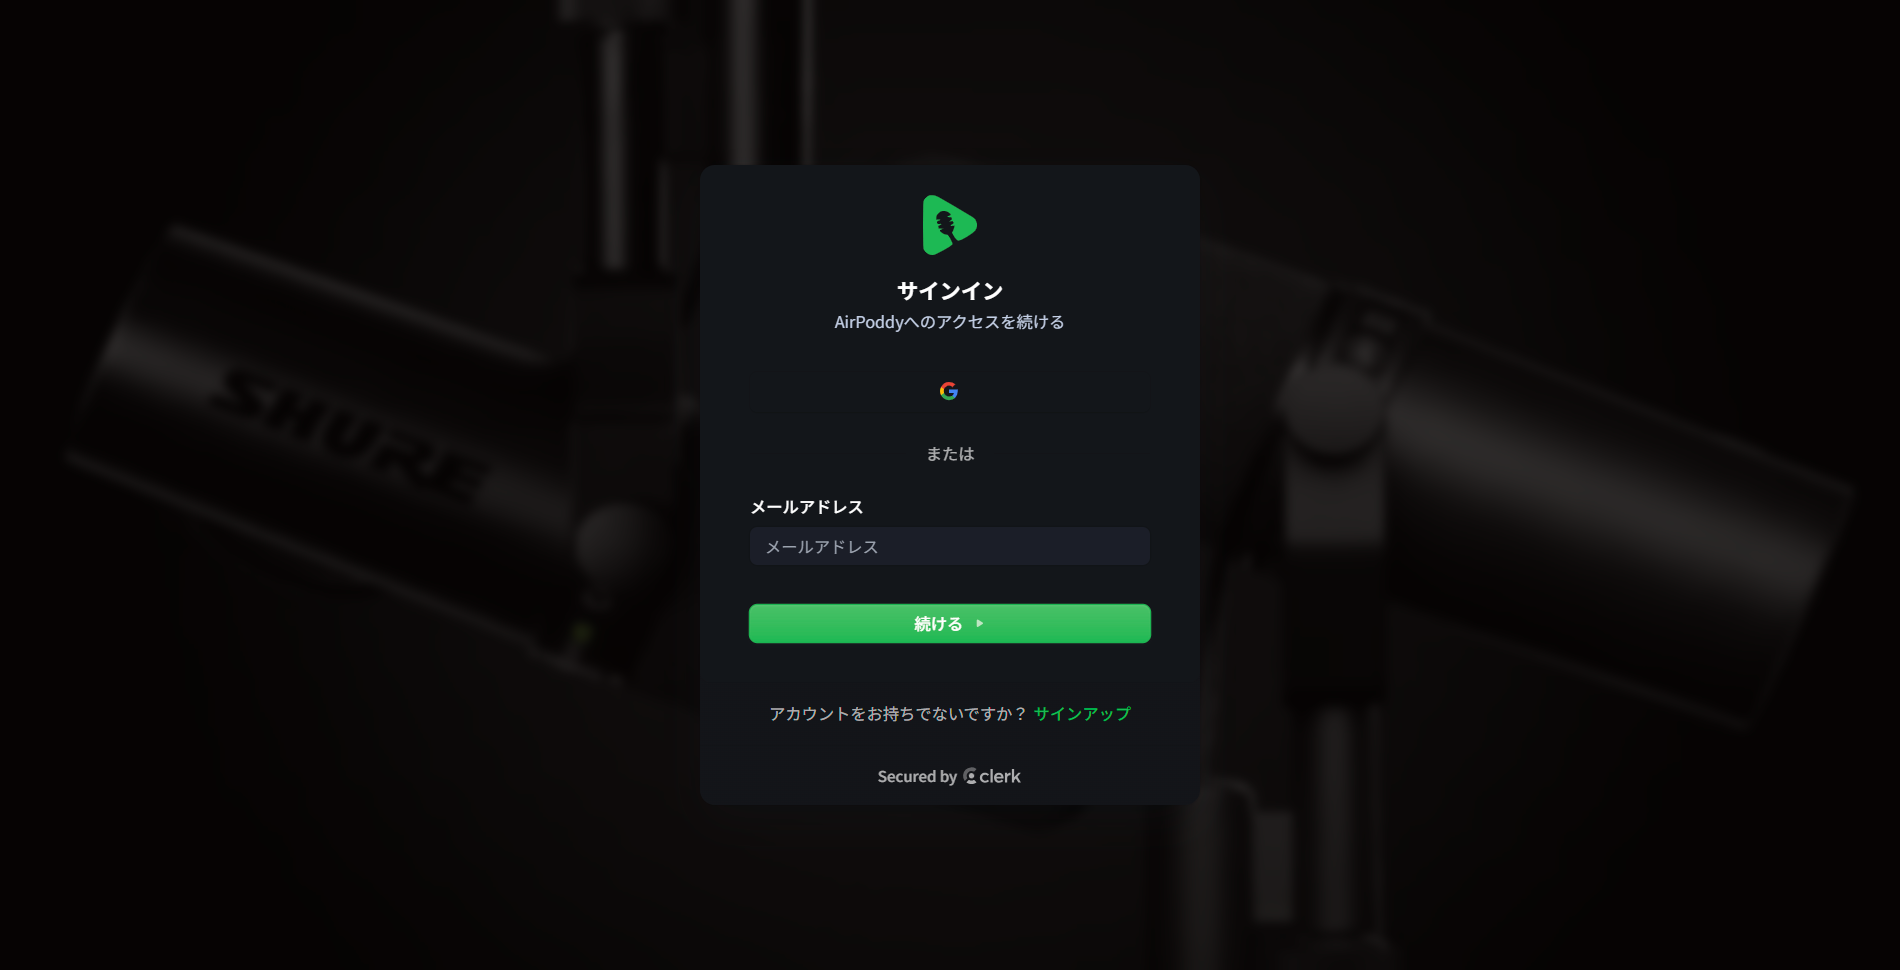 SHURE
サインイン
AirPoddyへのアクセスを続ける
または
メールアドレス
メールアドレス
続ける
アカウントをお持ちでないですか？ サインアップ
Secured by clerk